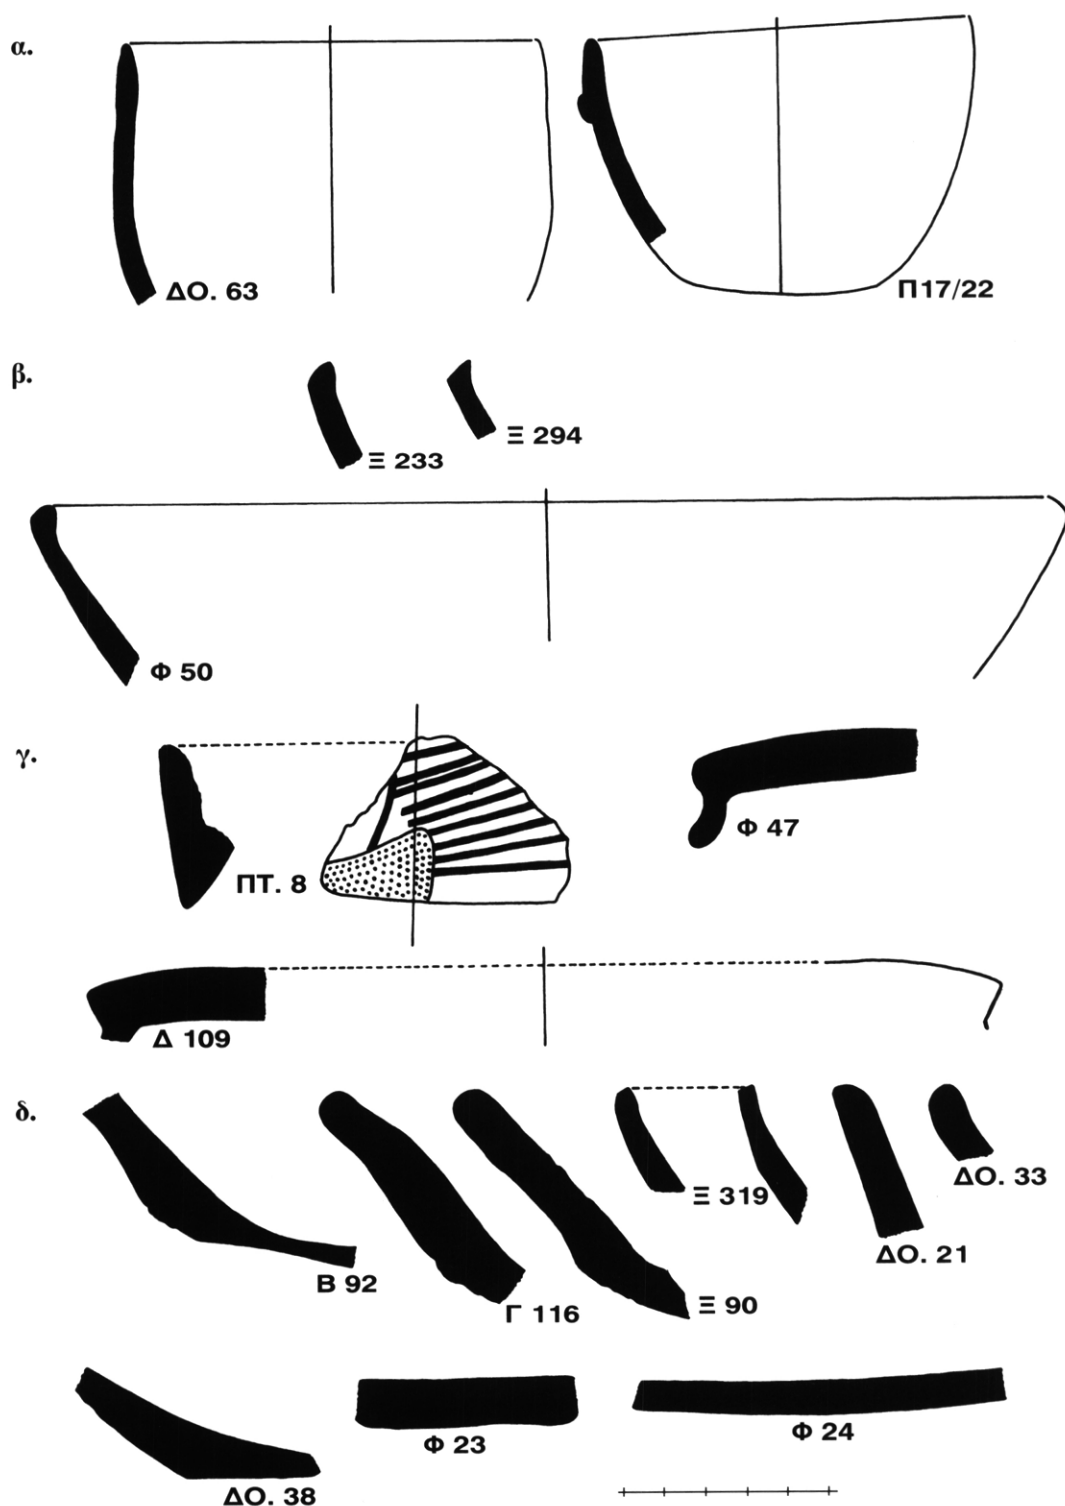 α.
ΔΟ. 63
Π17/22
β.
Ξ 233
Ξ 294
Φ 50
γ.
ΠΤ. 8
Φ 47
Δ 109
δ.
Β 92
Γ 116
Ξ 90
Ξ 319
ΔΟ. 21
ΔΟ. 33
ΔΟ. 38
Φ 23
Φ 24